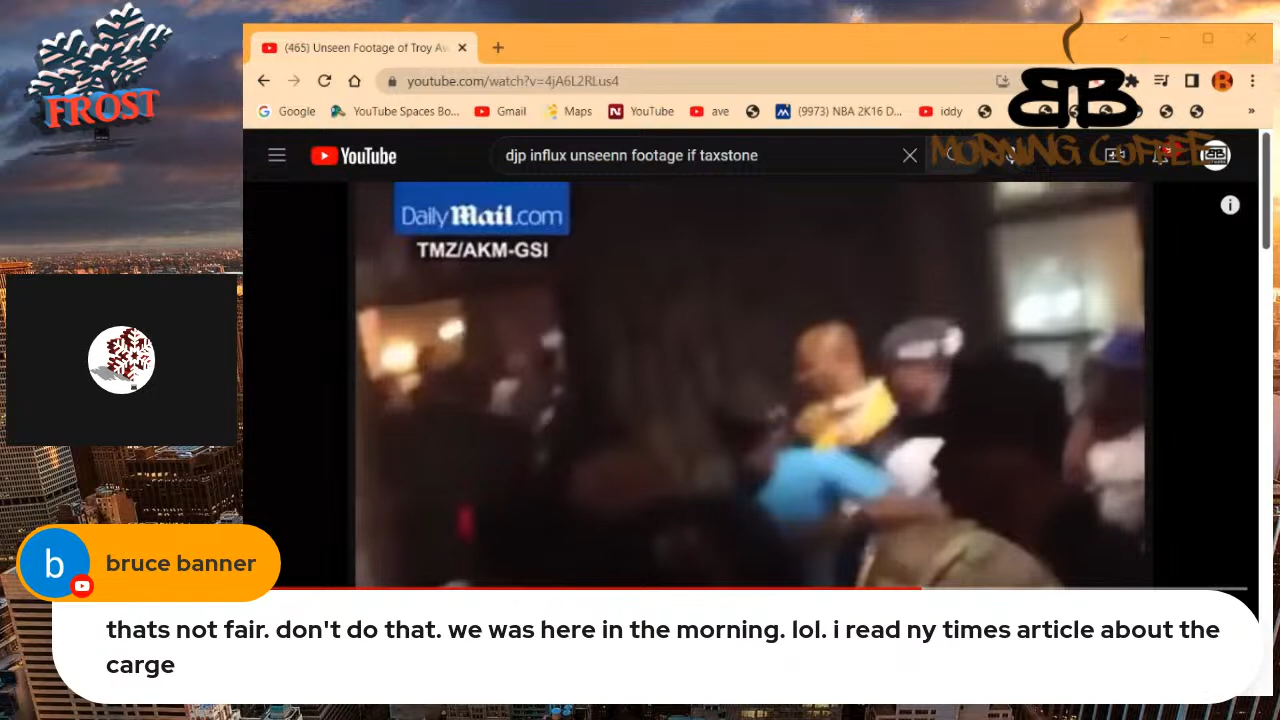 FROST
(465) Unseen Footage of Troy Av
youtube.com/watch?v=4jA6L2RLus4
Google YouTube Spaces Bo... Gmail Maps YouTube ave (9973) NBA 2K16 D... iddy
BB
MORNING COFFEE
YouTube
djp influx unseenn footage if taxstone
DailyMail.com
TMZ/AKM-GSI
b
bruce banner
thats not fair. don't do that. we was here in the morning. lol. i read ny times article about the
carge